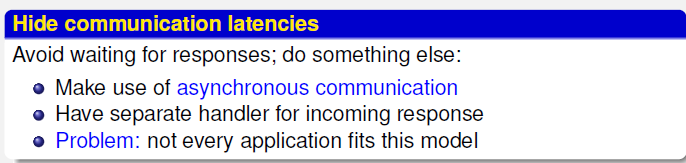 Hide communication latencies
Avoid waiting for responses; do something else:
Make use of asynchronous communication
Have separate handler for incoming response
Problem: not every application fits this model